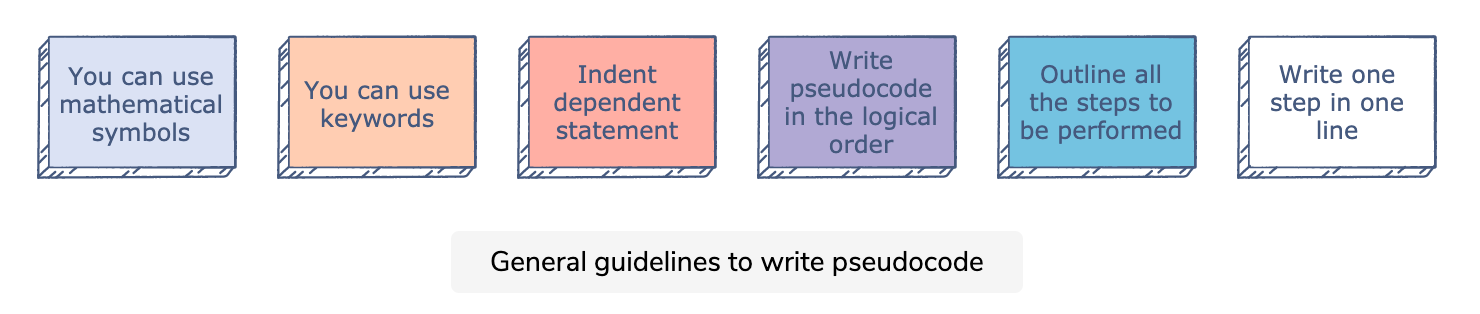 You can use
mathematical
symbols
You can use
keywords
Indent
dependent
statement
Write
pseudocode
in the logical
order
Outline all
the steps to
be performed
Write one
step in one
line
General guidelines to write pseudocode